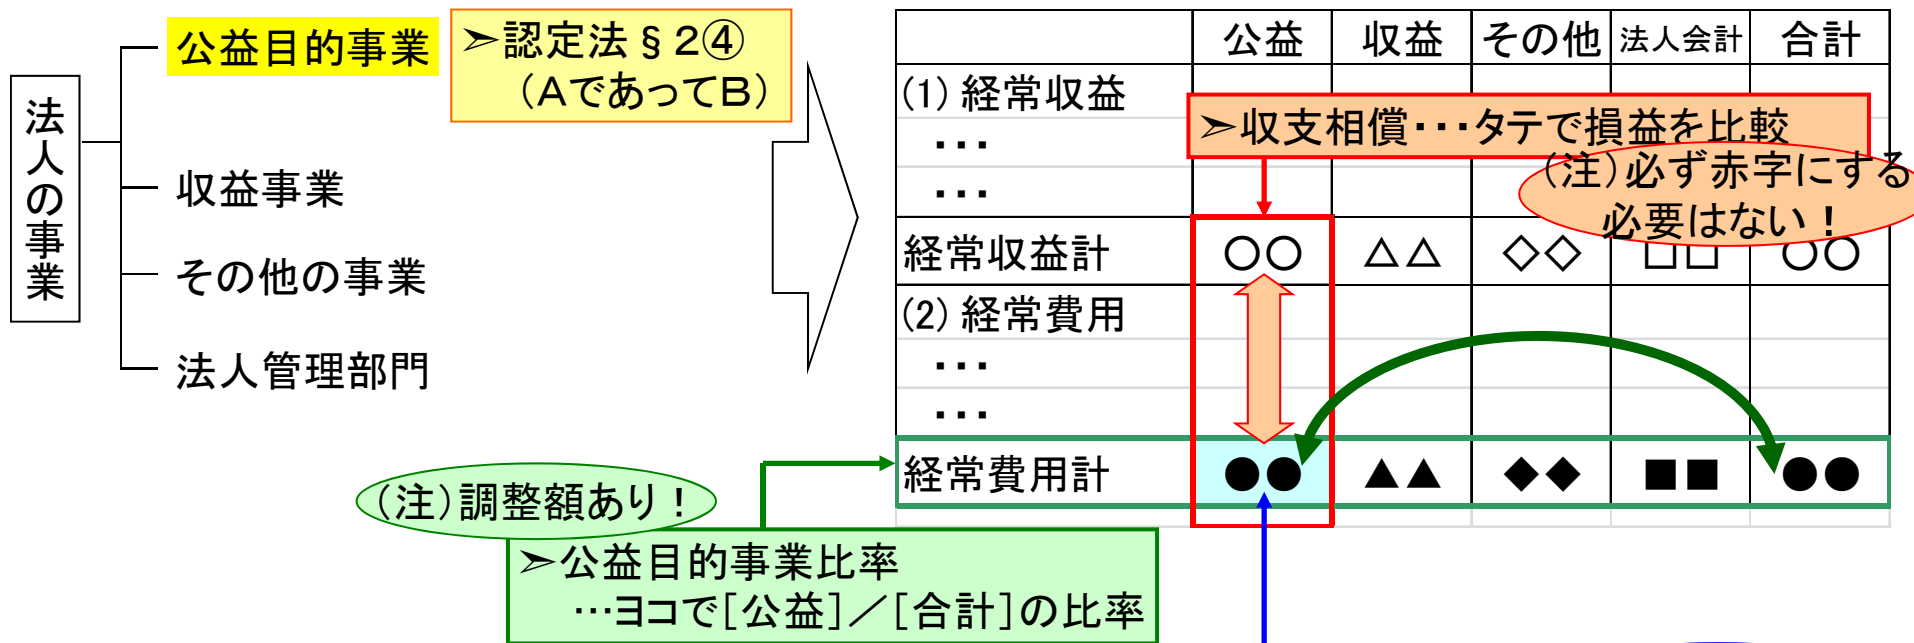 法人の事業
公益目的事業
収益事業
その他の事業
法人管理部門
➣認定法§2④
(AであってB)
公益 収益 その他 法人会計 合計
(1) 経常収益
・・・
・・・
➣収支相償・・・タテで損益を比較
(注)必ず赤字にする
必要はない!
経常収益計 ○○ △△ ◇◇ □□ ○○
(2) 経常費用
・・・
・・・
経常費用計 ●● ▲▲ ◆◆ ■■ ●●
(注)調整額あり!
➣公益目的事業比率
…ヨコで[公益]/[合計]の比率